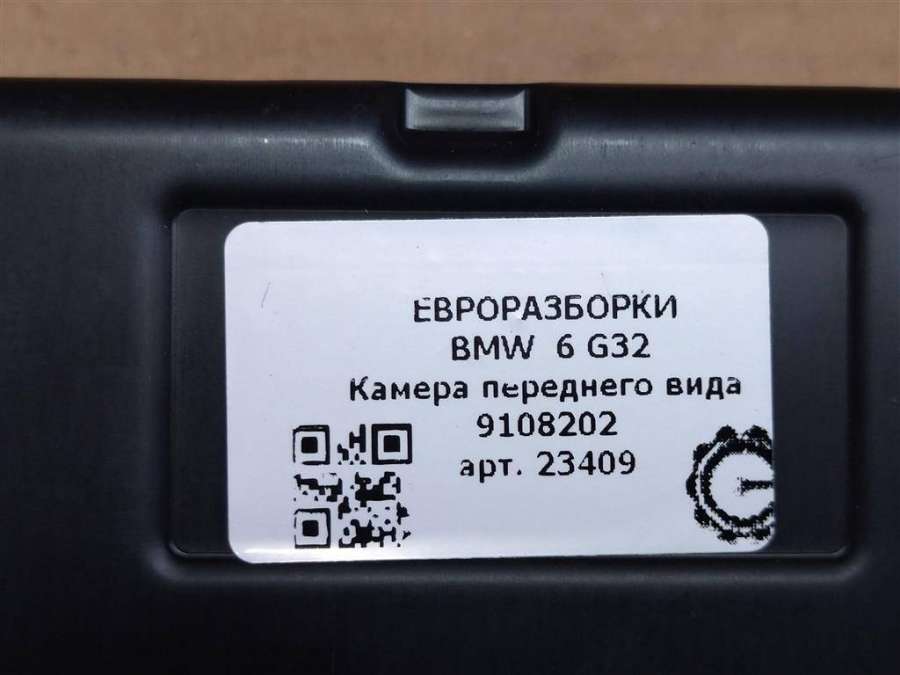 ЕВРОРАЗБОРКИ
BMW 6 G32
Камера переднего вида
9108202
арт. 23409